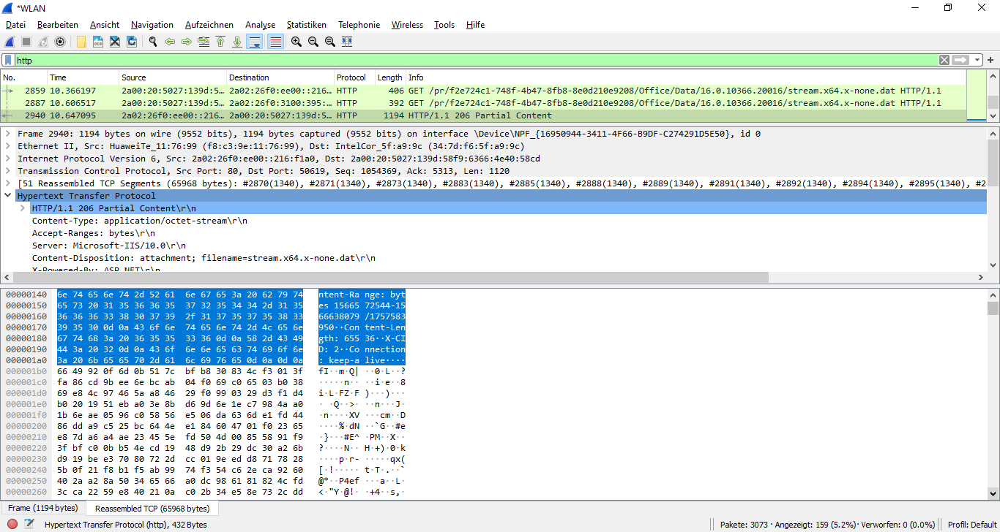 *WLAN
Datei Bearbeiten Ansicht Navigation Aufzeichnen Analyse Statistiken Telephonie Wireless Tools Hilfe
http
No. Time Source Destination Protocol Length Info
2859 10.366197 2a00:20:5027:139d:5… 2a02:26f0:ee00::216… HTTP 406 GET /pr/f2e724c1-748f-4b47-8fb8-8e0d210e9208/Office/Data/16.0.10366.20016/stream.x64.x-none.dat HTTP/1.1
2887 10.606517 2a00:20:5027:139d:5… 2a02:26f0:3100:395:… HTTP 392 GET /pr/f2e724c1-748f-4b47-8fb8-8e0d210e9208/Office/Data/16.0.10366.20016/stream.x64.x-none.dat HTTP/1.1
2940 10.647095 2a02:26f0:ee00::216… 2a00:20:5027:139d:5… HTTP 1194 HTTP/1.1 206 Partial Content
Frame 2940: 1194 bytes on wire (9552 bits), 1194 bytes captured (9552 bits) on interface \Device\NPF_{16950944-3411-4F66-B9DF-C274291D5E50}, id 0
Ethernet II, Src: HuaweiTe_11:76:99 (f8:c3:9e:11:76:99), Dst: IntelCor_5f:a9:9c (34:7d:f6:5f:a9:9c)
Internet Protocol Version 6, Src: 2a02:26f0:ee00::216:f1a0, Dst: 2a00:20:5027:139d:58f9:6366:4e40:58cd
Transmission Control Protocol, Src Port: 80, Dst Port: 50619, Seq: 1054369, Ack: 5313, Len: 1120
[51 Reassembled TCP Segments (65968 bytes): #2870(1340), #2871(1340), #2873(1340), #2883(1340), #2885(1340), #2888(1340), #2889(1340), #2891(1340), #2892(1340), #2894(1340), #2895(1340), #2
Hypertext Transfer Protocol
HTTP/1.1 206 Partial Content\r\n
Content-Type: application/octet-stream\r\n
Accept-Ranges: bytes\r\n
Server: Microsoft-IIS/10.0\r\n
Content-Disposition: attachment; filename=stream.x64.x-none.dat\r\n
X-Powered-By: ASP.NET\r\n
00000140 6e 74 65 6e 74 2d 52 61 6e 67 65 3a 20 62 79 74 ntent-Ra nge: byt
00000150 65 73 20 31 35 36 36 35 37 32 35 34 34 2d 31 35 es 15665 72544-15
00000160 36 36 36 33 38 30 37 39 2f 31 37 35 37 35 38 33 66638079 /1757583
00000170 39 35 30 0d 0a 43 6f 6e 74 65 6e 74 2d 4c 65 6e 950··Con tent-Len
00000180 67 74 68 3a 20 36 35 35 33 36 0d 0a 58 2d 43 49 gth: 655 36··X-CI
00000190 44 3a 20 32 0d 0a 43 6f 6e 6e 65 63 74 69 6f 6e D: 2··Co nnection
000001a0 3a 20 6b 65 65 70 2d 61 6c 69 76 65 0d 0a 0d 0a : keep-a live····
000001b0 66 49 92 0f 6d 0b 51 7c bf b8 30 83 4c f3 01 3f fI··m·Q| ··0·L··?
000001c0 fa 86 cd 9b ee 6e bc ab 04 f0 69 c0 65 03 b0 38 ·····n·· ··i·e··8
000001d0 69 e8 4c 97 46 5a a8 46 29 f0 99 03 29 d3 f1 d4 i·L·FZ·F )···)···
000001e0 b0 20 19 51 eb a0 3e 8b d6 9d 6e 1e c7 98 4a a0 · ·Q··>· ··n···J·
000001f0 1b 6e ae 05 96 c0 58 56 e5 06 da 63 6d e1 fd 44 ·n····XV ···cm··D
00000200 86 dd a9 c5 25 bc 64 4e e1 84 60 47 01 f0 23 65 ····%·dN ··`G··#e
00000210 e8 7d a6 a4 ae 23 45 5e fd 50 4d 00 85 58 91 f9 ·}···#E^ ·PM··X··
00000220 3f bf c0 0b b5 4e cd 19 48 d9 2b 29 dc 30 a2 6b ?····N·· H·+)·0·k
00000230 d9 19 be e3 70 80 72 2d cc 01 9e ed d8 71 78 28 ····p·r- ·····qx(
00000240 5b 0f 21 f8 b1 f5 ab 99 74 f3 54 c6 2e ca 92 60 [·!····· t·T·.··`
00000250 40 2a a2 8a 50 34 65 66 a0 dc 98 61 81 82 4c fd @*··P4ef ···a··L·
00000260 3c ca 22 59 e8 40 21 0a c0 2b 34 e5 8e 73 2c dd <·"Y·@!· ·+4··s,·
Frame (1194 bytes) Reassembled TCP (65968 bytes)
Hypertext Transfer Protocol (http), 432 Bytes Pakete: 3073 · Angezeigt: 159 (5.2%) · Verworfen: 0 (0.0%) Profil: Default